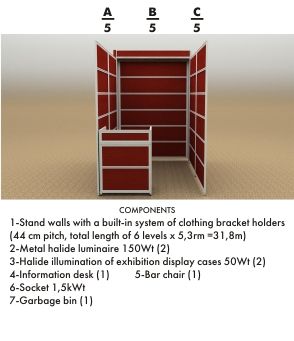 A B C
5 5 5
COMPONENTS
1-Stand walls with a built-in system of clothing bracket holders
(44 cm pitch, total length of 6 levels x 5,3rm =31,8m)
2-Metal halide luminaire 150Wt (2)
3-Halide illumination of exhibition display cases 50Wt (2)
4-Information desk (1) 5-Bar chair (1)
6-Socket 1,5kWt
7-Garbage bin (1)